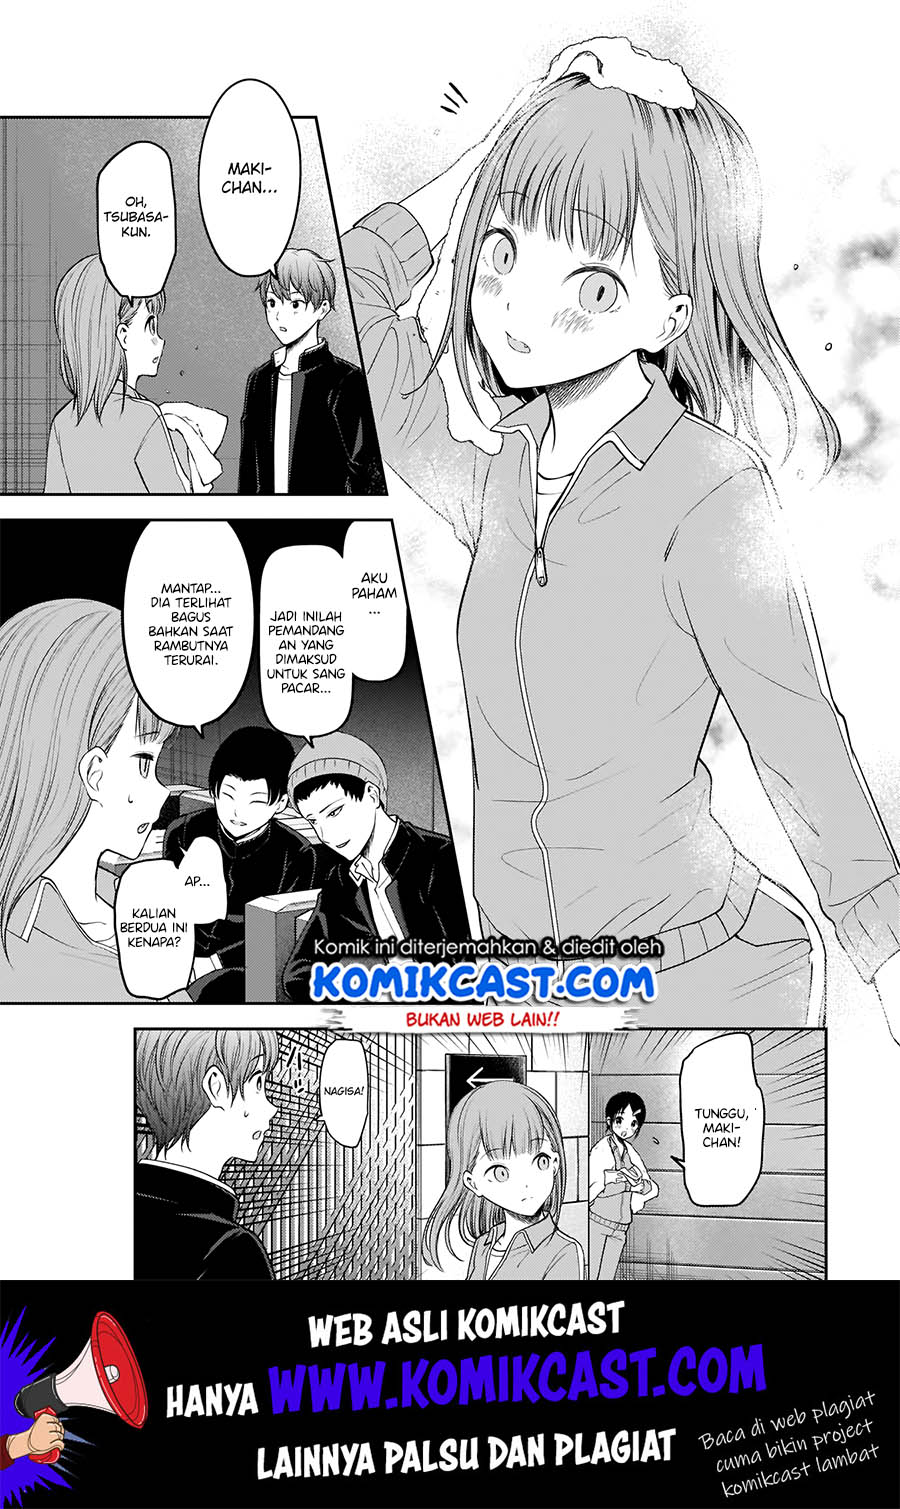 MAKI-
CHAN...
OH,
TSUBASA-
KUN.
AKU
PAHAM
...
JADI INILAH
PEMANDANG
AN YANG
DIMAKSUD
UNTUK SANG
PACAR...
MANTAP...
DIA TERLIHAT
BAGUS
BAHKAN SAAT
RAMBUTNYA
TERURAI.
AP...
KALIAN
BERDUA INI
KENAPA?
Komik ini diterjemahkan & diedit oleh
KOMIKCAST.COM
BUKAN WEB LAIN!!
TUNGGU,
MAKI-
CHAN!
NAGISA!
WEB ASLI KOMIKCAST
HANYA WWW.KOMIKCAST.COM
LAINNYA PALSU DAN PLAGIAT
Baca di web plagiat
cuma bikin project
komikcast lambat